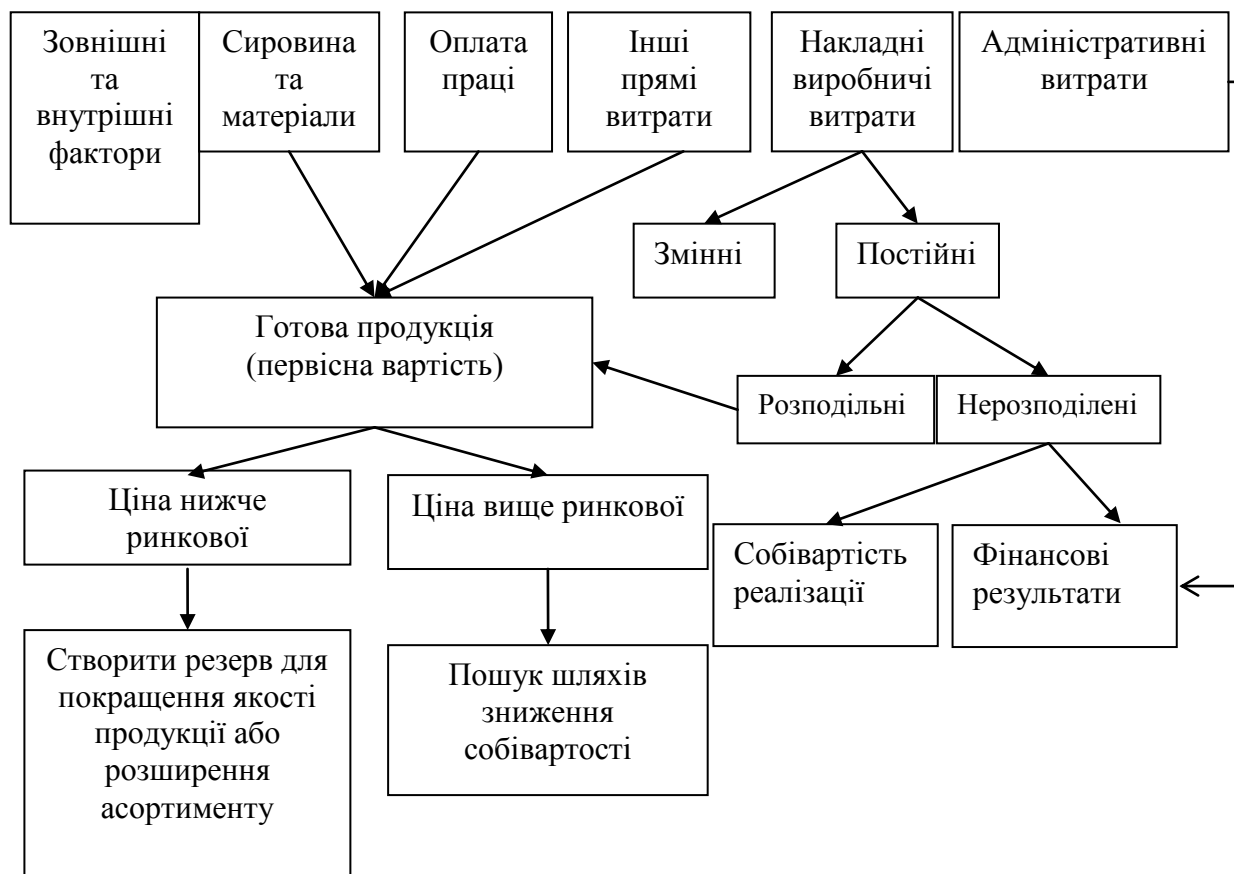 Зовнішні
та
внутрішні
фактори
Сировина
та
матеріали
Оплата
праці
Інші
прямі
витрати
Накладні
виробничі
витрати
Адміністративні
витрати
Змінні
Постійні
Готова продукція
(первісна вартість)
Розподільні
Нерозподілені
Ціна нижче
ринкової
Ціна вище ринкової
Собівартість
реалізації
Фінансові
результати
Створити резерв для
покращення якості
продукції або
розширення
асортименту
Пошук шляхів
зниження
собівартості